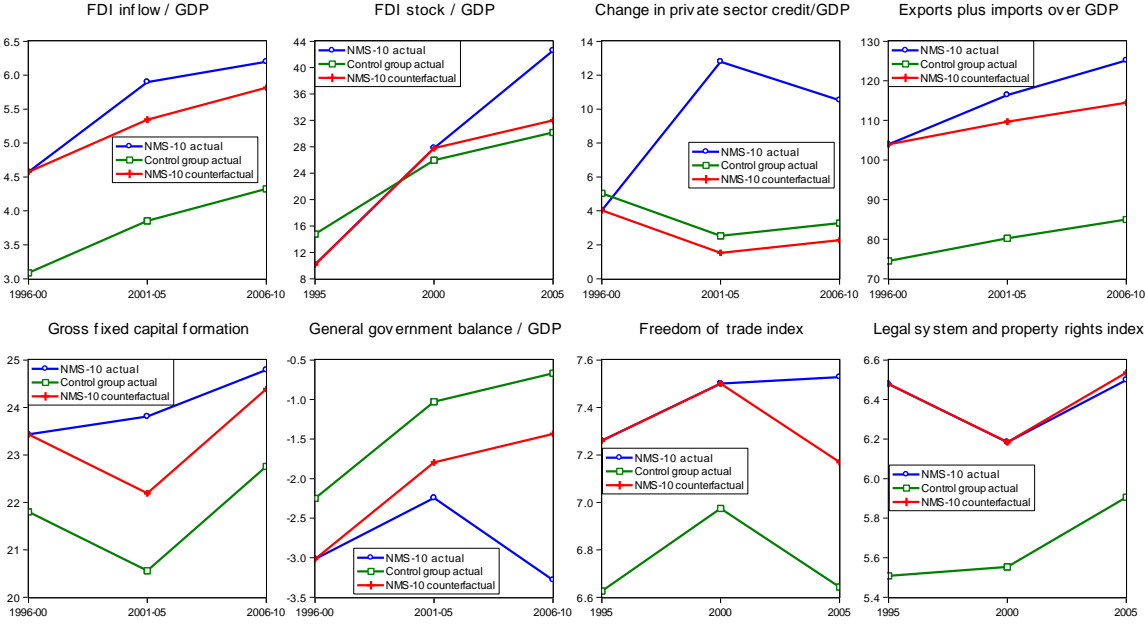 FDI inflow / GDP
6.5
6.0
5.5
5.0
4.5
4.0
3.5
3.0
NMS-10 actual
Control group actual
NMS-10 counterfactual
1996-00 2001-05 2006-10
FDI stock / GDP
44
40
36
32
28
24
20
16
12
8
NMS-10 actual
Control group actual
NMS-10 counterfactual
1995 2000 2005
Change in private sector credit/GDP
14
12
10
8
6
4
2
0
NMS-10 actual
Control group actual
NMS-10 counterfactual
1996-00 2001-05 2006-10
Exports plus imports over GDP
130
120
110
100
90
80
70
NMS-10 actual
Control group actual
NMS-10 counterfactual
1996-00 2001-05 2006-10
Gross fixed capital formation
25
24
23
22
21
20
NMS-10 actual
Control group actual
NMS-10 counterfactual
1996-00 2001-05 2006-10
General government balance / GDP
-0.5
-1.0
-1.5
-2.0
-2.5
-3.0
-3.5
NMS-10 actual
Control group actual
NMS-10 counterfactual
1996-00 2001-05 2006-10
Freedom of trade index
7.6
7.4
7.2
7.0
6.8
6.6
NMS-10 actual
Control group actual
NMS-10 counterfactual
1995 2000 2005
Legal system and property rights index
6.6
6.4
6.2
6.0
5.8
5.6
5.4
NMS-10 actual
Control group actual
NMS-10 counterfactual
1995 2000 2005